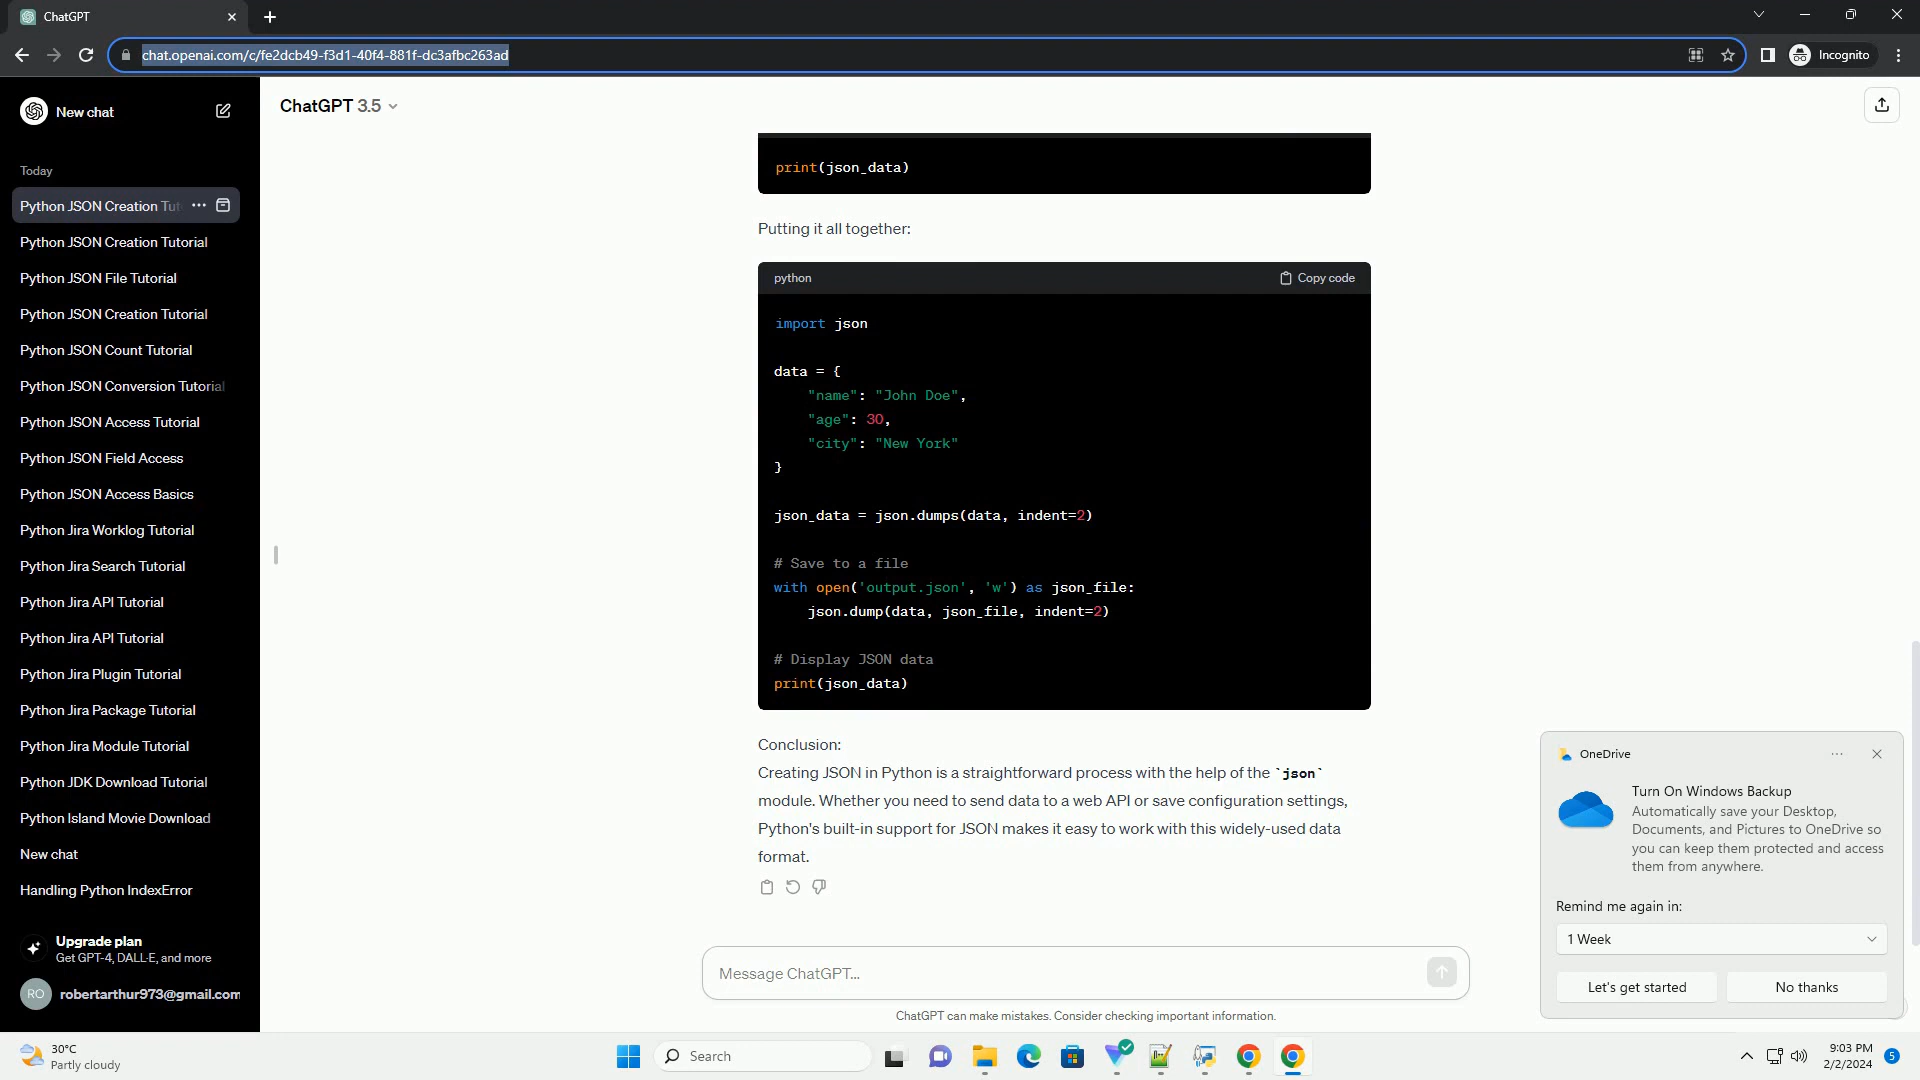 ChatGPT
chat.openai.com/c/fe2dcb49-f3d1-40f4-881f-dc3afbc263ad
Incognito
New chat
ChatGPT 3.5
Today
Python JSON Creation Tut
Python JSON Creation Tutorial
Python JSON File Tutorial
Python JSON Creation Tutorial
Python JSON Count Tutorial
Python JSON Conversion Tutorial
Python JSON Access Tutorial
Python JSON Field Access
Python JSON Access Basics
Python Jira Worklog Tutorial
Python Jira Search Tutorial
Python Jira API Tutorial
Python Jira API Tutorial
Python Jira Plugin Tutorial
Python Jira Package Tutorial
Python Jira Module Tutorial
Python JDK Download Tutorial
Python Island Movie Download
New chat
Handling Python IndexError
Upgrade plan
Get GPT-4, DALL·E, and more
RO
robertarthur973@gmail.com
print(json_data)
Putting it all together:
python
Copy code
import json
data = {
"name": "John Doe",
"age": 30,
"city": "New York"
}
json_data = json.dumps(data, indent=2)
# Save to a file
with open('output.json', 'w') as json_file:
json.dump(data, json_file, indent=2)
# Display JSON data
print(json_data)
Conclusion:
Creating JSON in Python is a straightforward process with the help of the `json`
module. Whether you need to send data to a web API or save configuration settings,
Python's built-in support for JSON makes it easy to work with this widely-used data
format.
Message ChatGPT...
ChatGPT can make mistakes. Consider checking important information.
OneDrive
Turn On Windows Backup
Automatically save your Desktop,
Documents, and Pictures to OneDrive so
you can keep them protected and access
them from anywhere.
Remind me again in:
1 Week
Let's get started
No thanks
30°C
Partly cloudy
Search
9:03 PM
2/2/2024
5